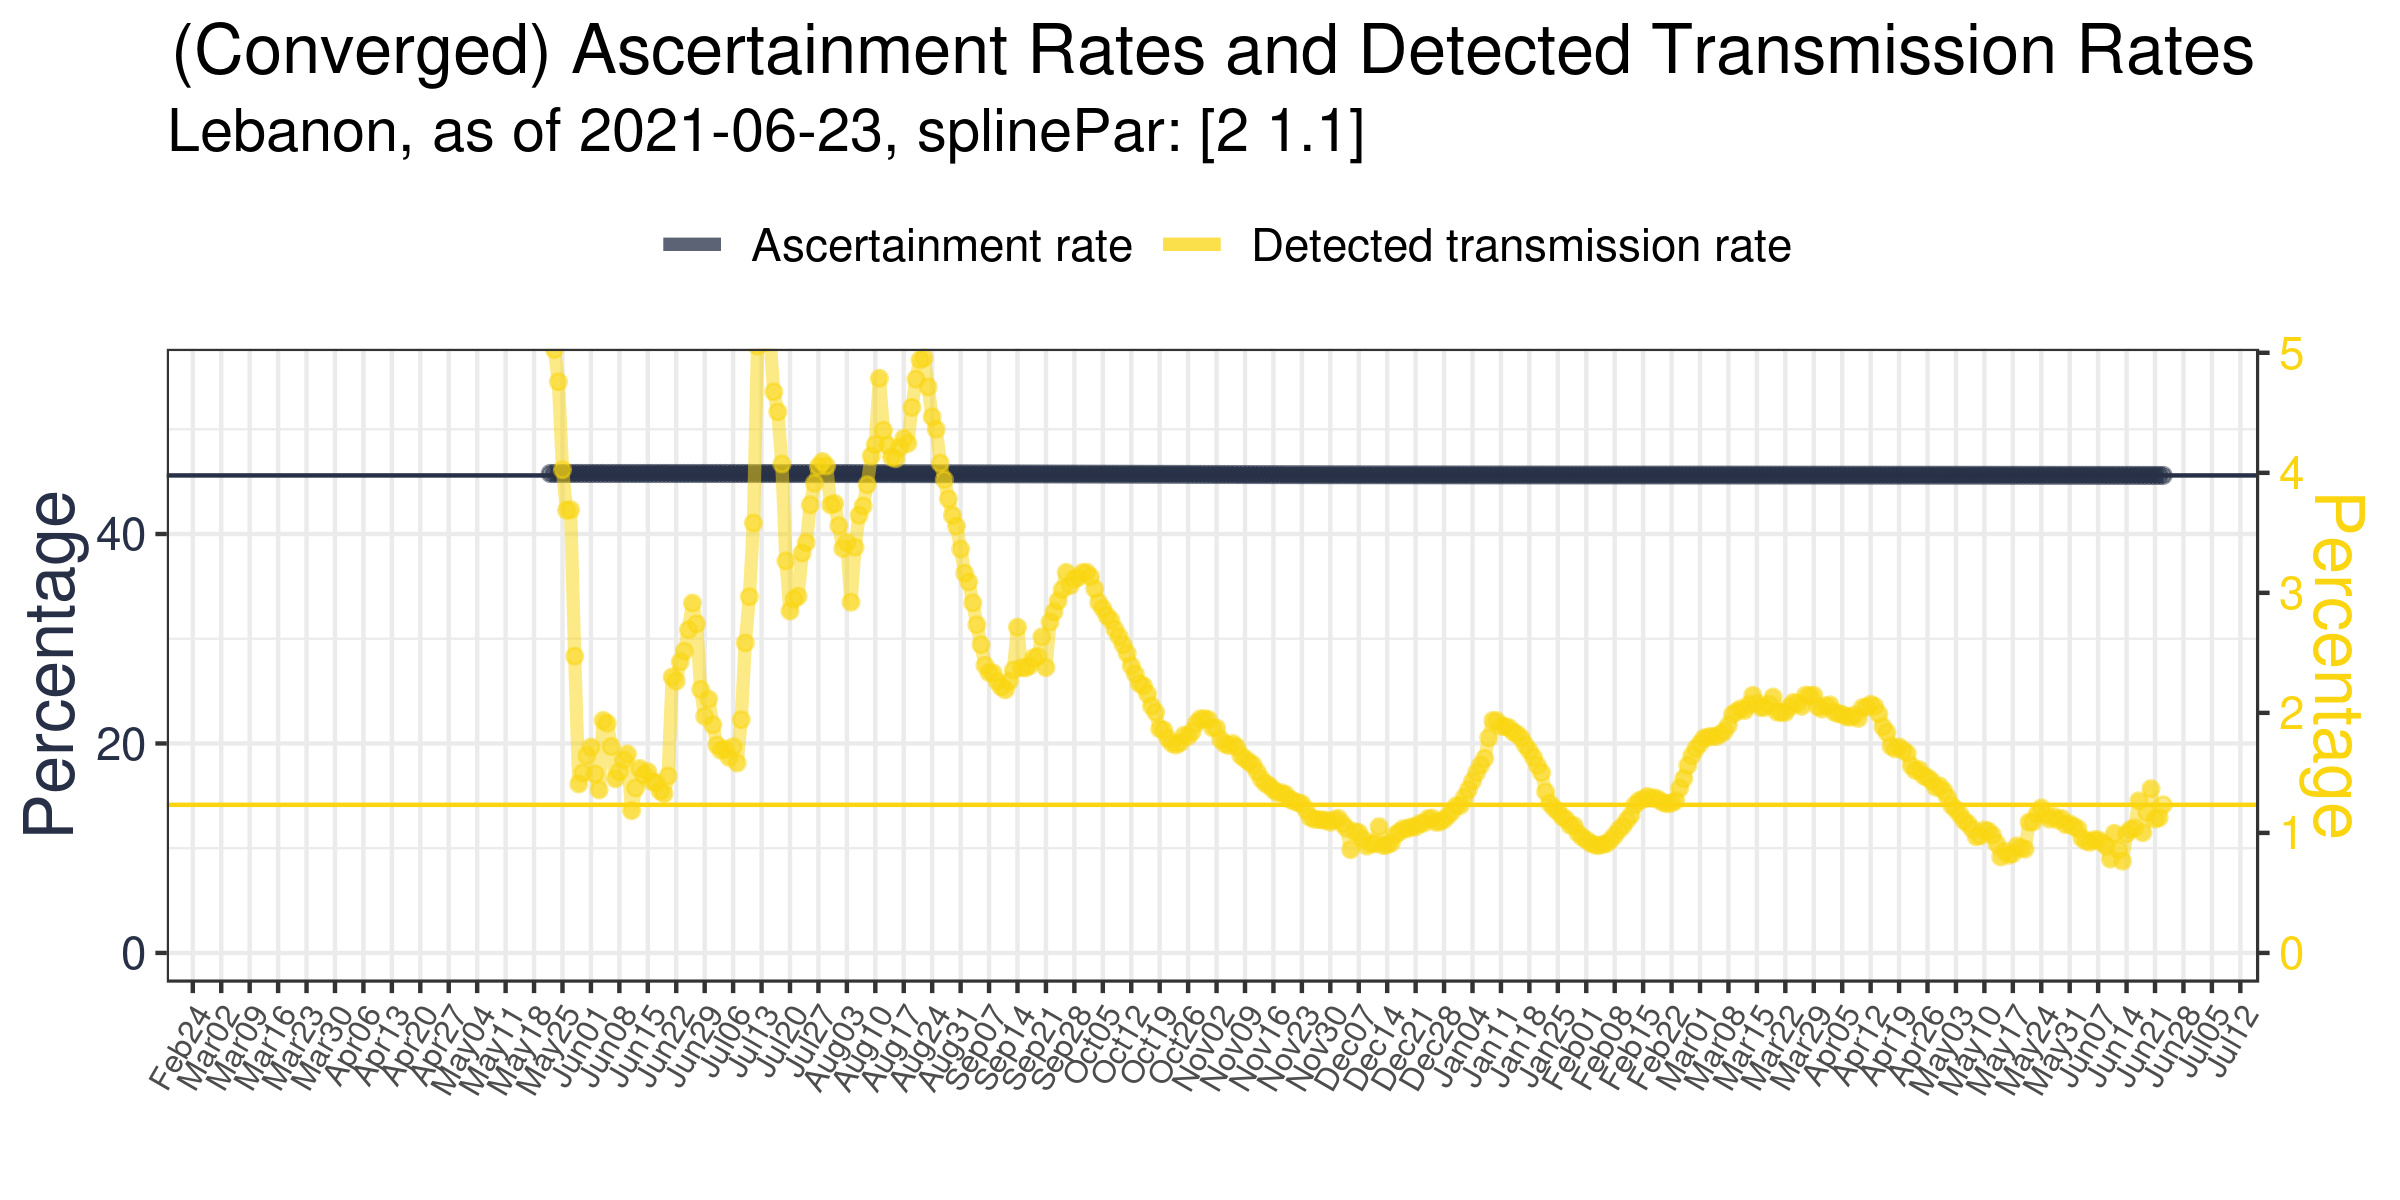 (Converged) Ascertainment Rates and Detected Transmission Rates
Lebanon, as of 2021-06-23, splinePar: [2 1.1]
Ascertainment rate
Detected transmission rate
Percentage
40
20
0
5
4
3
2
1
0
Percentage
Feb24
Mar02
Mar09
Mar16
Mar23
Mar30
Apr06
Apr13
Apr20
Apr27
May04
May11
May18
May25
Jun01
Jun08
Jun15
Jun22
Jun29
Jul06
Jul13
Jul20
Jul27
Aug03
Aug10
Aug17
Aug24
Aug31
Sep07
Sep14
Sep21
Sep28
Oct05
Oct12
Oct19
Oct26
Nov02
Nov09
Nov16
Nov23
Nov30
Dec07
Dec14
Dec21
Dec28
Jan04
Jan11
Jan18
Jan25
Feb01
Feb08
Feb15
Feb22
Mar01
Mar08
Mar15
Mar22
Mar29
Apr05
Apr12
Apr19
Apr26
May03
May10
May17
May24
May31
Jun07
Jun14
Jun21
Jun28
Jul05
Jul12